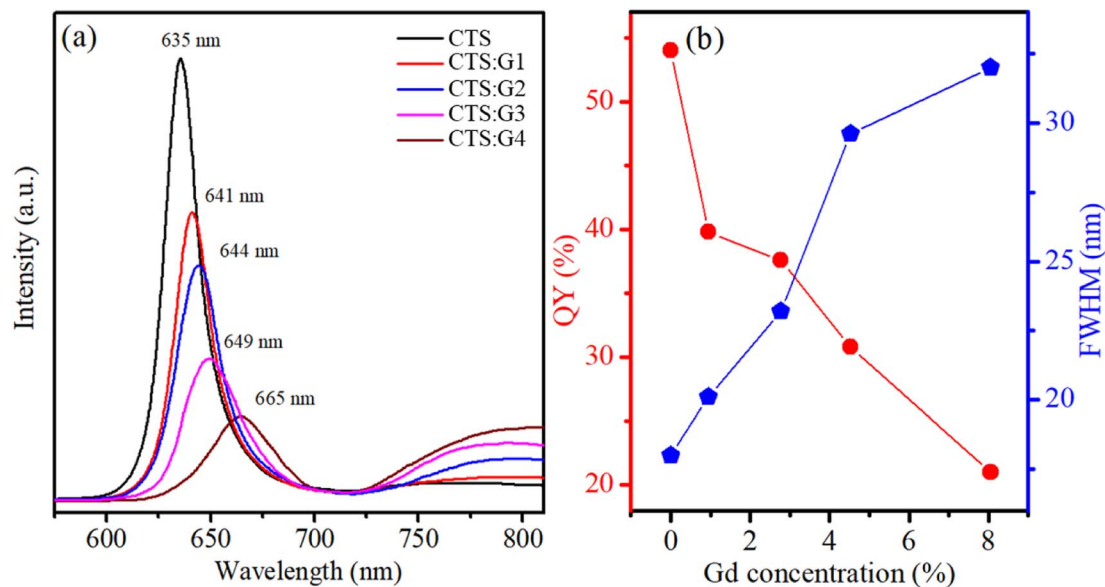 (a)
635 nm
641 nm
644 nm
649 nm
665 nm
CTS
CTS:G1
CTS:G2
CTS:G3
CTS:G4
Intensity (a.u.)
600 650 700 750 800
Wavelength (nm)
(b)
50
40
30
20
QY (%)
30
25
20
FWHM (nm)
0 2 4 6 8
Gd concentration (%)